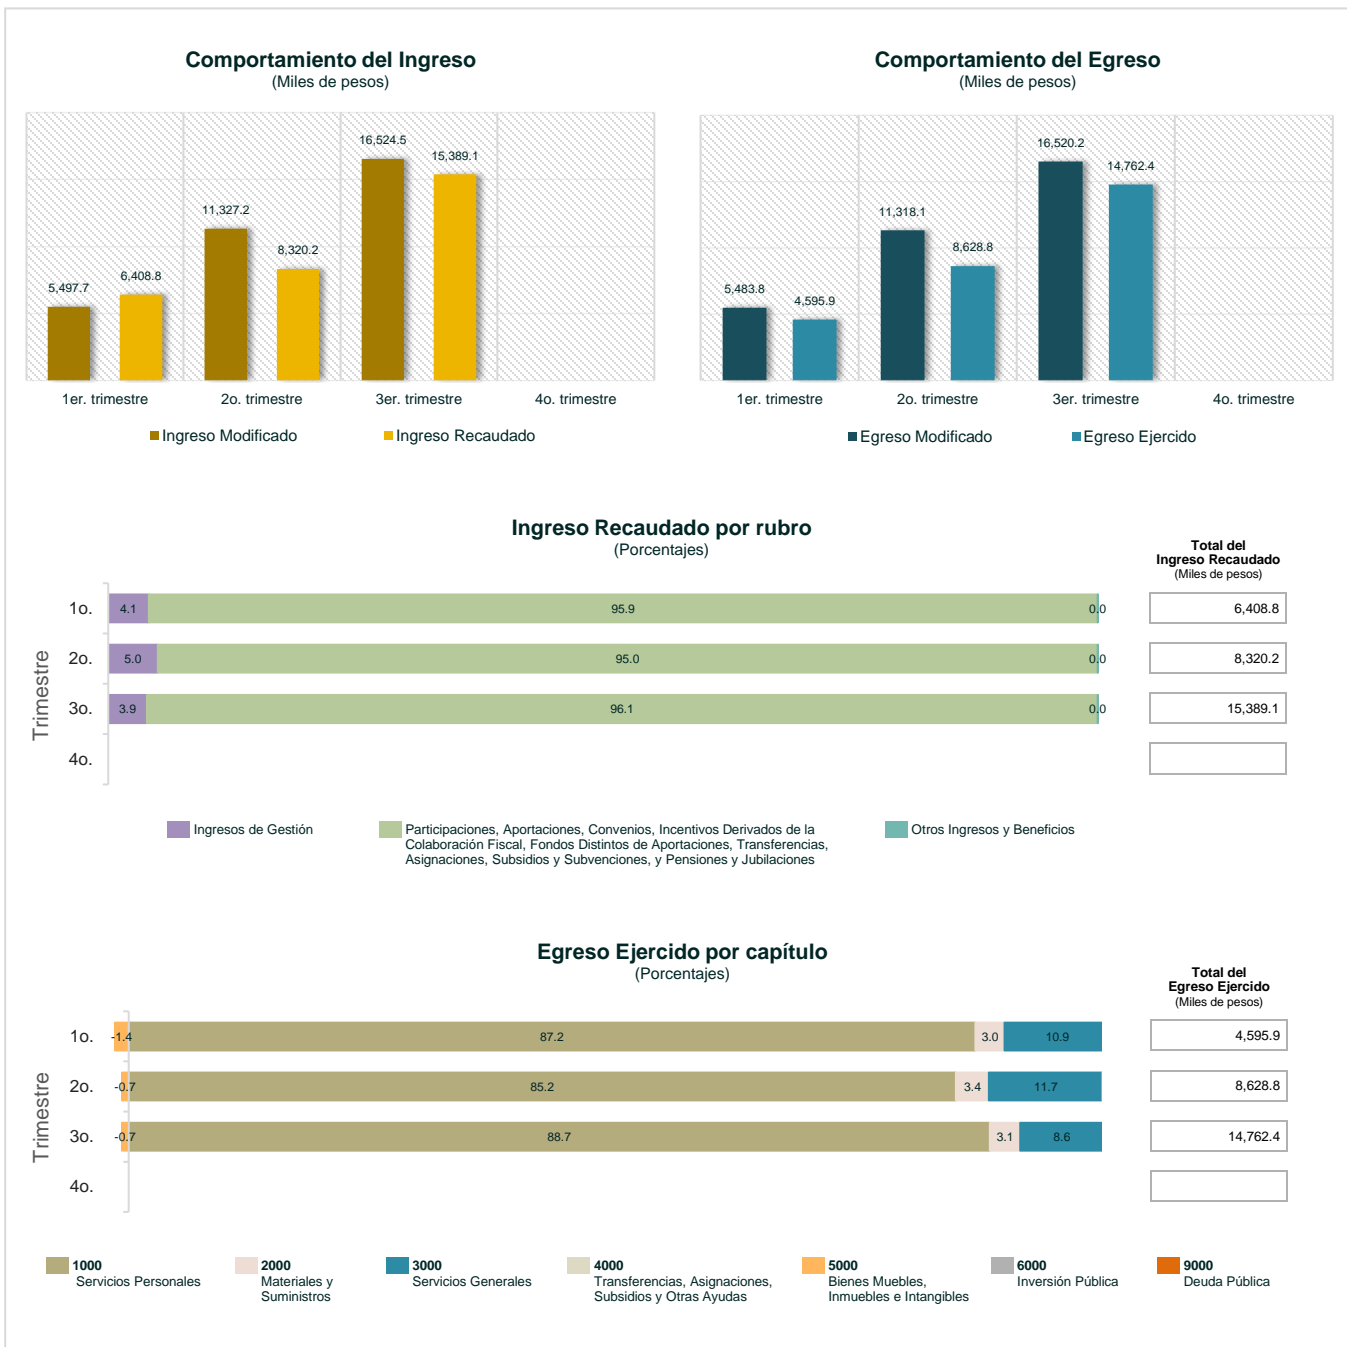 Comportamiento del Ingreso
(Miles de pesos)
16,524.5
15,389.1
11,327.2
8,320.2
6,408.8
5,497.7
1er. trimestre
2o. trimestre
3er. trimestre
4o. trimestre
Ingreso Modificado
Ingreso Recaudado
Comportamiento del Egreso
(Miles de pesos)
16,520.2
14,762.4
11,318.1
8,628.8
5,483.8
4,595.9
1er. trimestre
2o. trimestre
3er. trimestre
4o. trimestre
Egreso Modificado
Egreso Ejercido
Ingreso Recaudado por rubro
(Porcentajes)
Total del
Ingreso Recaudado
(Miles de pesos)
Trimestre
1o.
4.1
95.9
0.0
6,408.8
2o.
5.0
95.0
0.0
8,320.2
3o.
3.9
96.1
0.0
15,389.1
4o.
Ingresos de Gestión
Participaciones, Aportaciones, Convenios, Incentivos Derivados de la
Colaboración Fiscal, Fondos Distintos de Aportaciones, Transferencias,
Asignaciones, Subsidios y Subvenciones, y Pensiones y Jubilaciones
Otros Ingresos y Beneficios
Egreso Ejercido por capítulo
(Porcentajes)
Total del
Egreso Ejercido
(Miles de pesos)
Trimestre
1o.
-1.4
87.2
3.0
10.9
4,595.9
2o.
-0.7
85.2
3.4
11.7
8,628.8
3o.
-0.7
88.7
3.1
8.6
14,762.4
4o.
1000
Servicios Personales
2000
Materiales y
Suministros
3000
Servicios Generales
4000
Transferencias, Asignaciones,
Subsidios y Otras Ayudas
5000
Bienes Muebles,
Inmuebles e Intangibles
6000
Inversión Pública
9000
Deuda Pública